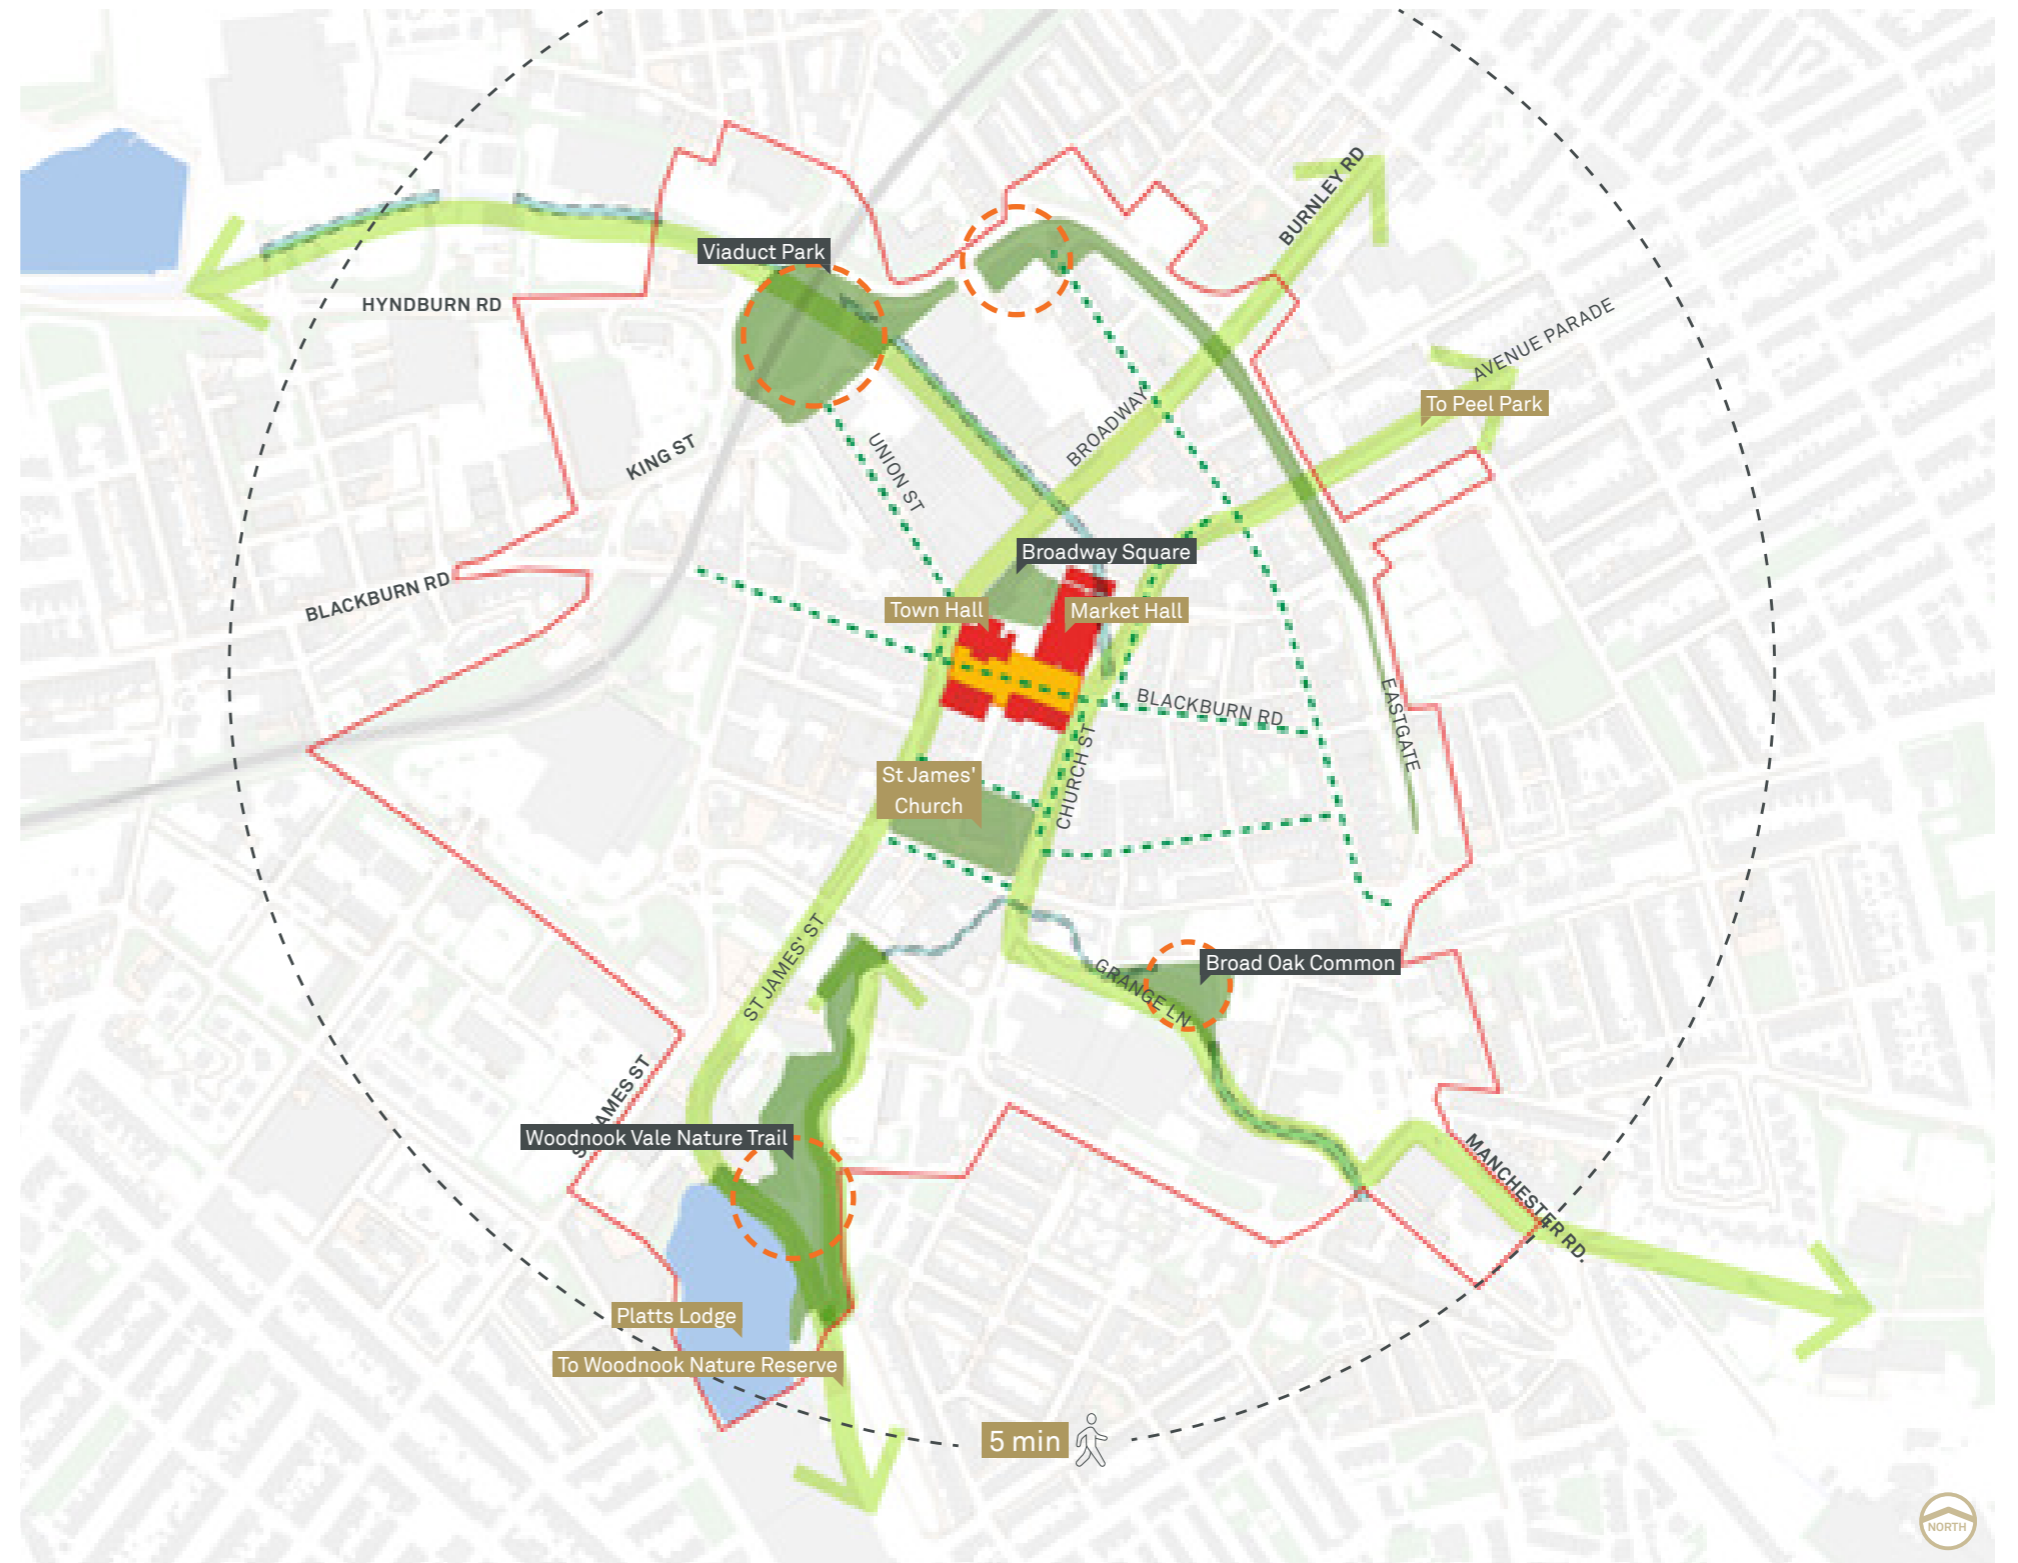 BURNLEY RD
Viaduct Park
HYNDBURN RD
AVENUE PARADE
To Peel Park
BROADWAY
KING ST
UNION ST
Broadway Square
BLACKBURN RD
Town Hall
Market Hall
BLACKBURN RD
EASTGATE
St James'
Church
CHURCH ST
ST JAMES' ST
Broad Oak Common
GRANGE LN
AMES ST
Woodnook Vale Nature Trail
MANCHESTER RD
Platts Lodge
To Woodnook Nature Reserve
5 min
NORTH